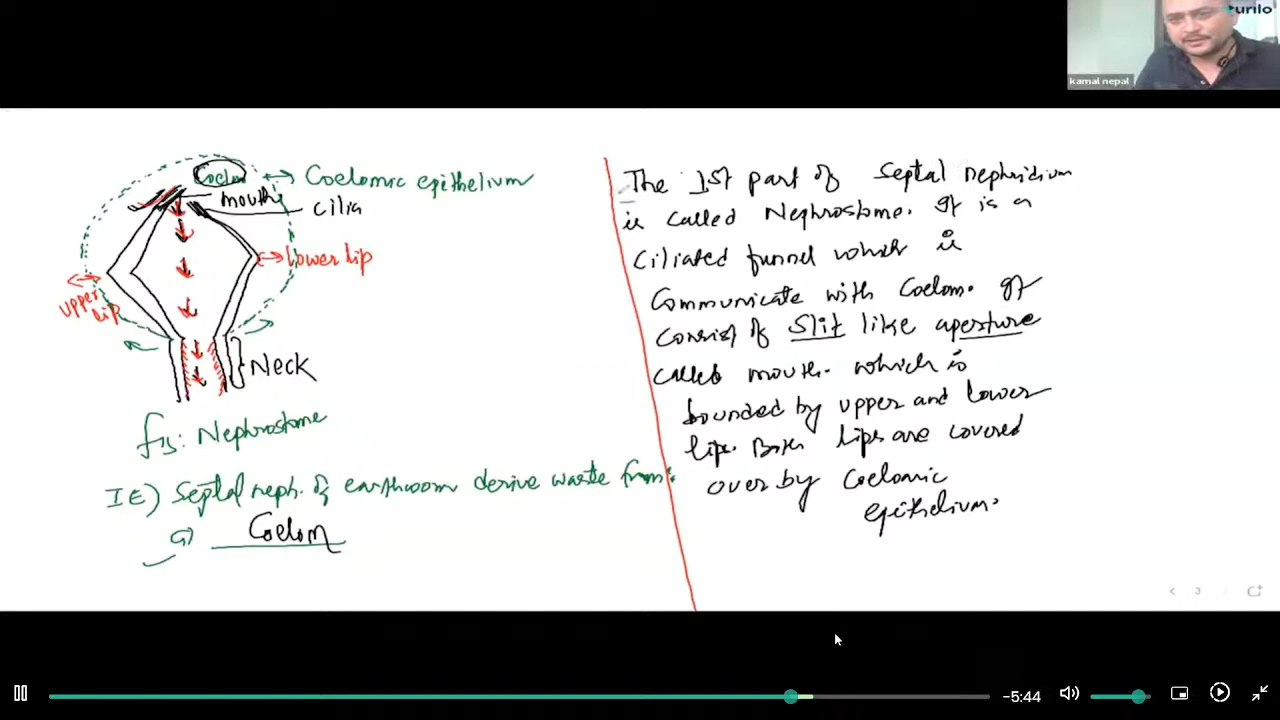 urilo
kamal nepal
Coelom
Coelomic epithelium
mouth
cilia
Lower lip
upper
lip
Neck
fig: Nephrostome
IE) Septal neph. of earthworm derive waste from:
a) Coelom
The 1st part of Septal nephridium
is called Nephrostome. It is a
Ciliated funnel which is
Communicate with Coelom. It
Consist of Slit like aperture
called mouth. which is
bounded by upper and lower
lips. Both lips are covered
over by Coelomic
epithelium.
< 3
-5:44